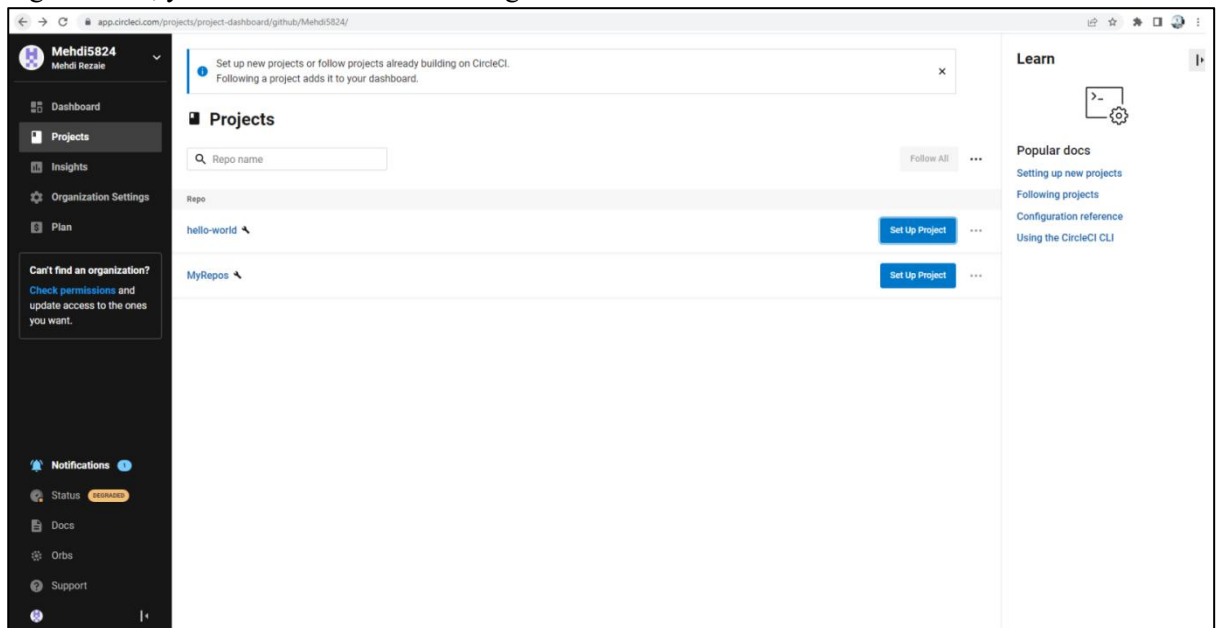 app.circleci.com/projects/project-dashboard/github/Mehdi5824/
Mehdi5824
Mehdi Rezaie
Dashboard
Projects
Insights
Organization Settings
Plan
Can't find an organization?
Check permissions and
update access to the ones
you want.
Notifications 1
Status DEGRADED
Docs
Orbs
Support
Set up new projects or follow projects already building on CircleCI.
Following a project adds it to your dashboard.
Projects
Repo name
Follow All
Repo
hello-world
Set Up Project
MyRepos
Set Up Project
Learn
Popular docs
Setting up new projects
Following projects
Configuration reference
Using the CircleCI CLI